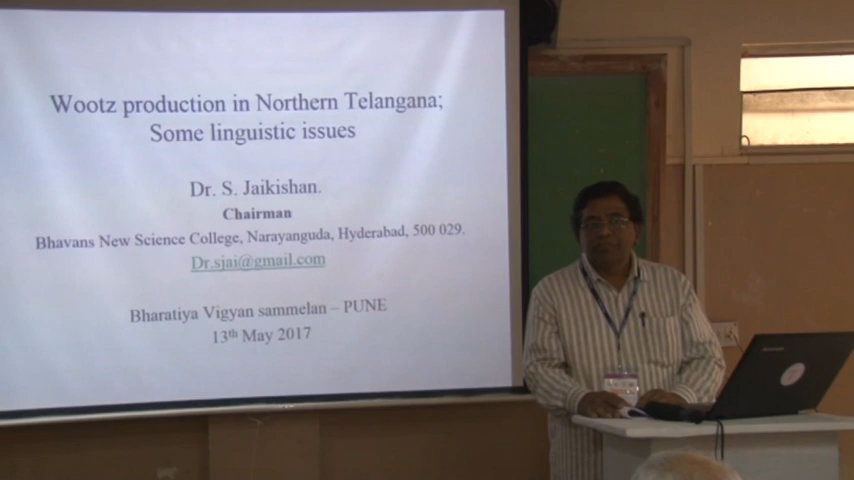 Wootz production in Northern Telangana;
Some linguistic issues
Dr. S. Jaikishan.
Chairman
Bhavans New Science College, Narayanguda, Hyderabad, 500 029.
Dr.sjai@gmail.com
Bharatiya Vigyan sammelan – PUNE
13th May 2017